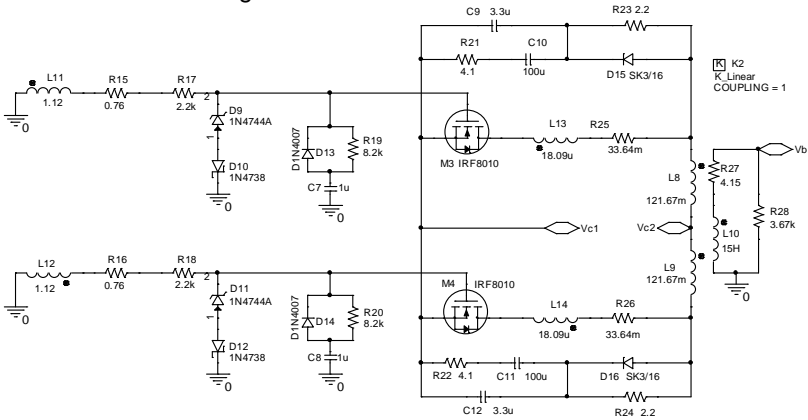 C9 3.3u
R23 2.2
R21
4.1
C10
100u
D15 SK3/16
K K2
K_Linear
COUPLING = 1
L11
1.12
R15
0.76
R17
2.2k
2
D9
1N4744A
1
D10
1N4738
0
0
D1N4007
D13
R19
8.2k
C7 1u
0
M3 IRF8010
L13
18.09u
R25
33.64m
L8
121.67m
R27
4.15
Vb
R28
3.67k
L10
15H
0
Vc1
Vc2
L9
121.67m
L12
1.12
R16
0.76
R18
2.2k
2
D11
1N4744A
1
D12
1N4738
0
0
D1N4007
D14
R20
8.2k
C8 1u
0
M4 IRF8010
L14
18.09u
R26
33.64m
R22 4.1
C11 100u
D16 SK3/16
C12 3.3u
R24 2.2